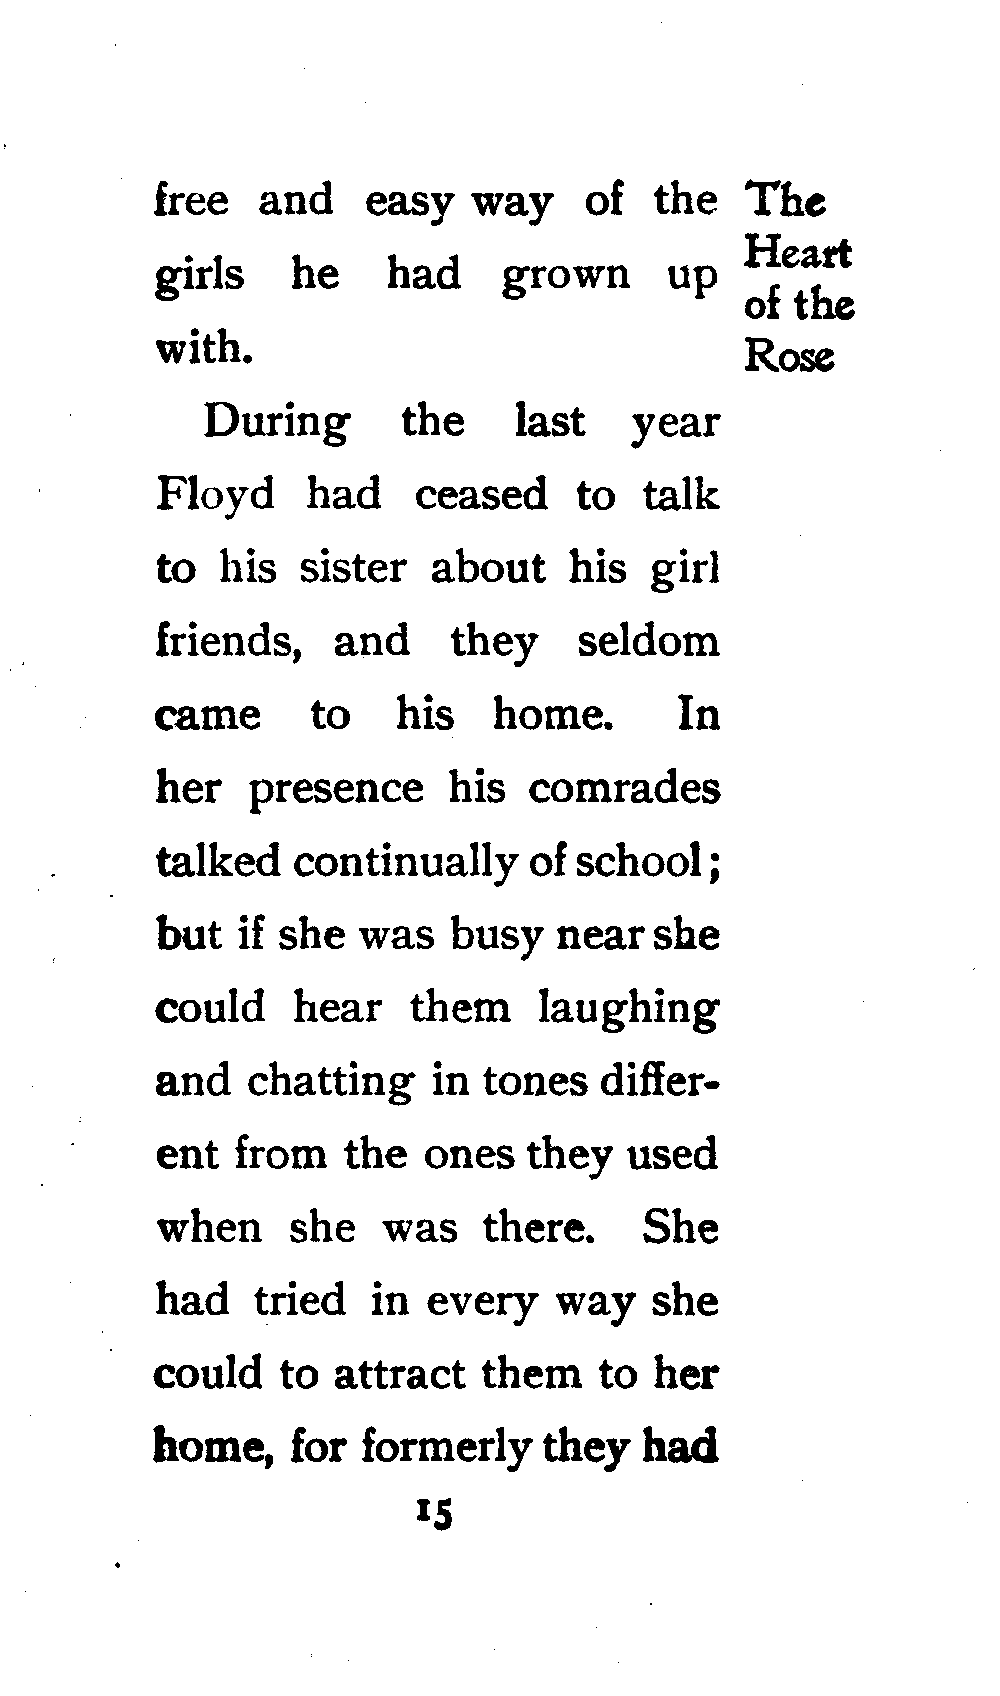 free and easy way of the
girls he had grown up
with.
During the last year
Floyd had ceased to talk
to his sister about his girl
friends, and they seldom
came to his home. In
her presence his comrades
talked continually of school;
but if she was busy near she
could hear them laughing
and chatting in tones differ-
ent from the ones they used
when she was there. She
had tried in every way she
could to attract them to her
home, for formerly they had
The
Heart
of the
Rose
15